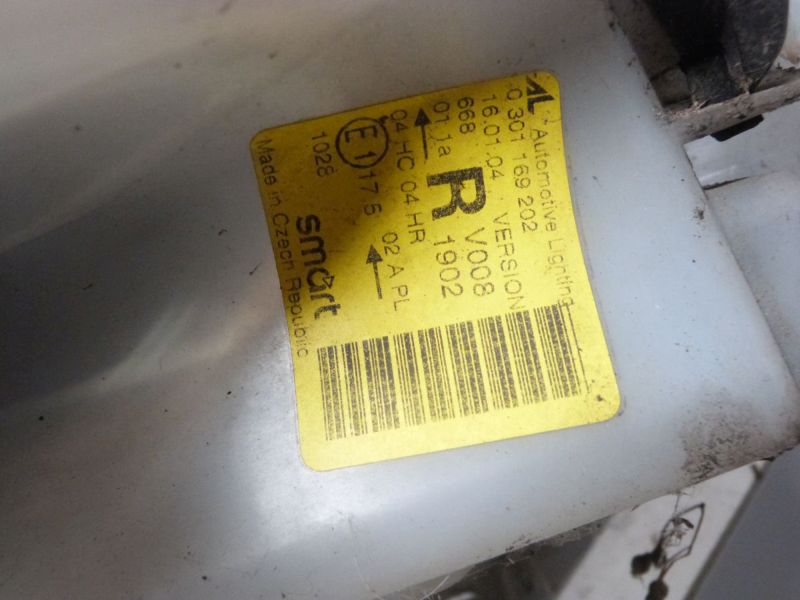 AL Automotive Lighting
0 301 169 202
16.01.04 VERSION
668 R V008
01 1a 1902
04 HC 04 HR
E1 17 5 02 A PL
1028 smart
Made in Czech Republic